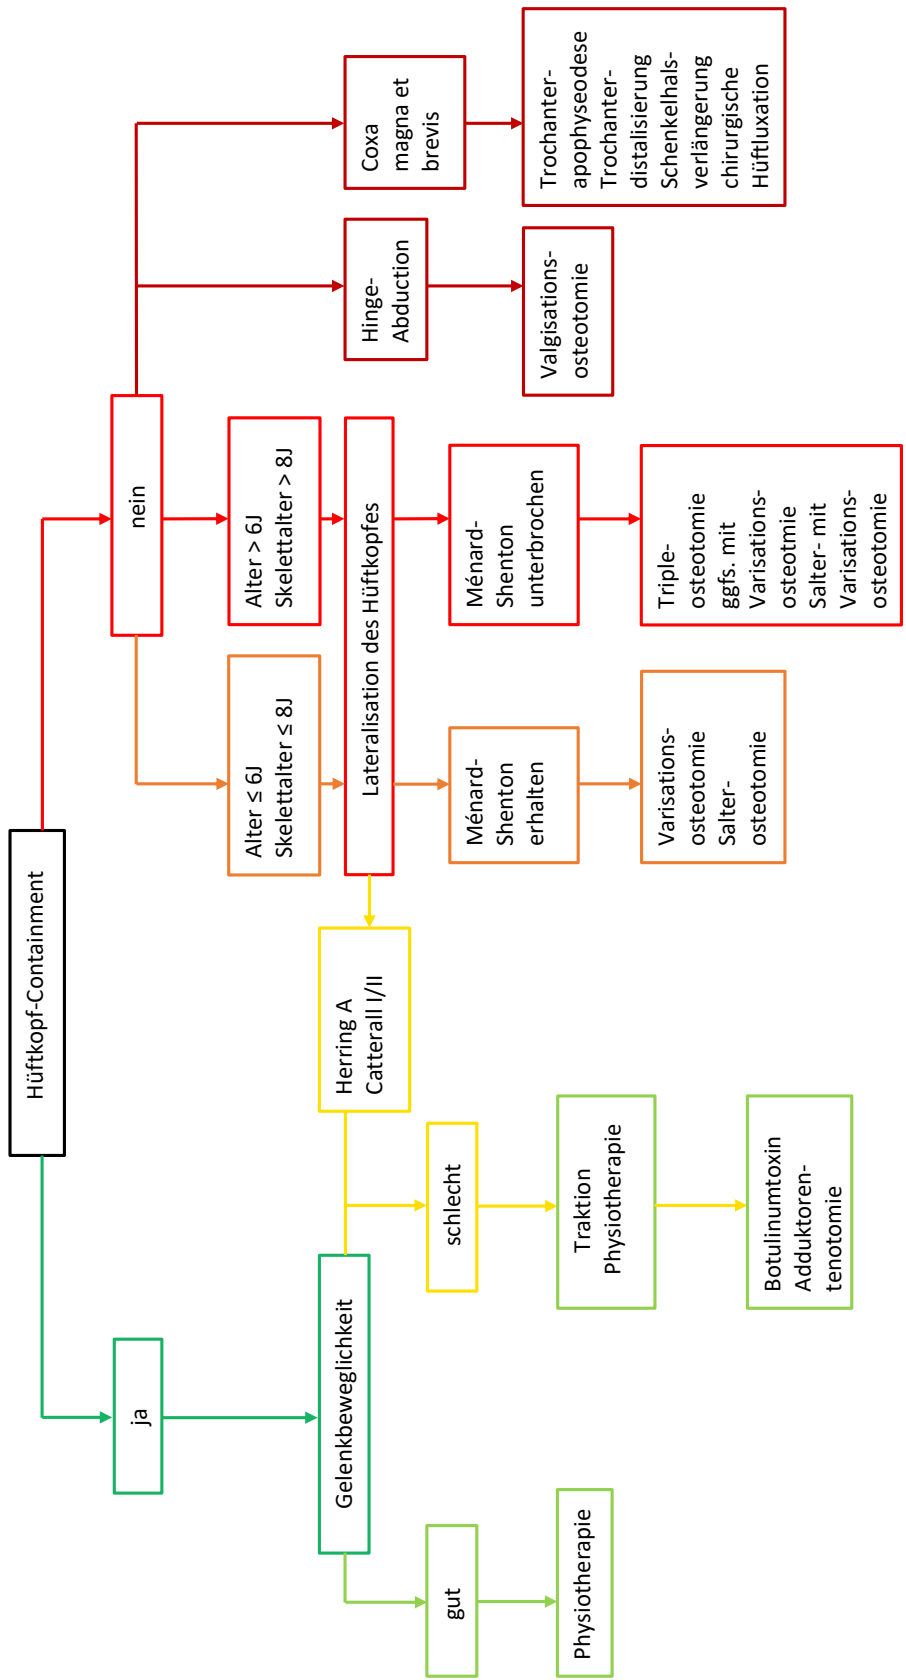 Hüftkopf-Containment
ja
nein
Alter ≤ 6J
Skelettalter ≤ 8J
Alter > 6J
Skelettalter > 8J
Gelenkbeweglichkeit
Herring A
Catterall I/II
Lateralisation des Hüftkopfes
Hinge-
Abduction
Coxa
magna et
brevis
gut
schlecht
Ménard-
Shenton
erhalten
Ménard-
Shenton
unterbrochen
Valgisations-
osteotomie
Trochanter-
apophyseodese
Trochanter-
distalisierung
Schenkelhals-
verlängerung
chirurgische
Hüftluxation
Physiotherapie
Traktion
Physiotherapie
Varisations-
osteotomie
Salter-
osteotomie
Triple-
osteotomie
ggfs. mit
Varisations-
osteotmie
Salter- mit
Varisations-
osteotomie
Botulinumtoxin
Adduktoren-
tenotomie